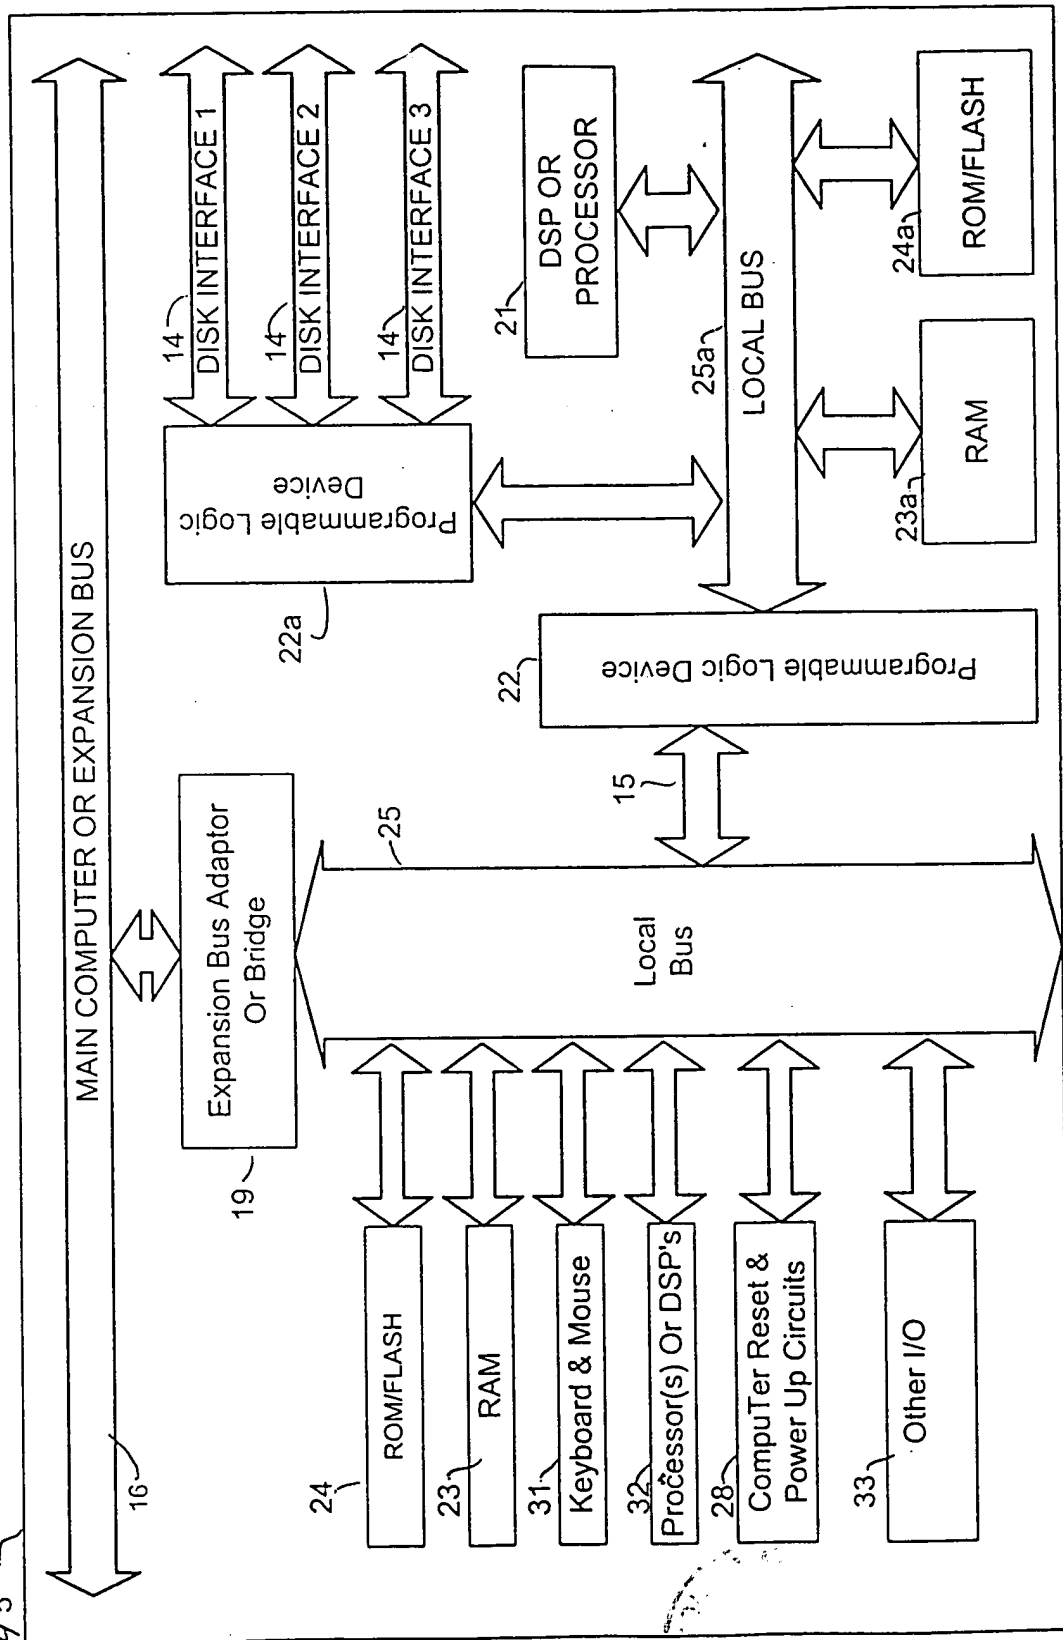 MAIN COMPUTER OR EXPANSION BUS
16
Expansion Bus Adaptor
Or Bridge
19
14
DISK INTERFACE 1
14
DISK INTERFACE 2
14
DISK INTERFACE 3
Programmable Logic
Device
22a
24
ROM/FLASH
23
RAM
31
Keyboard & Mouse
32
Processor(s) Or DSP's
28
CompuTer Reset &
Power Up Circuits
33
Other I/O
Local
Bus
25
15
22
Programmable Logic Device
21
DSP OR
PROCESSOR
25a
LOCAL BUS
23a
RAM
24a
ROM/FLASH